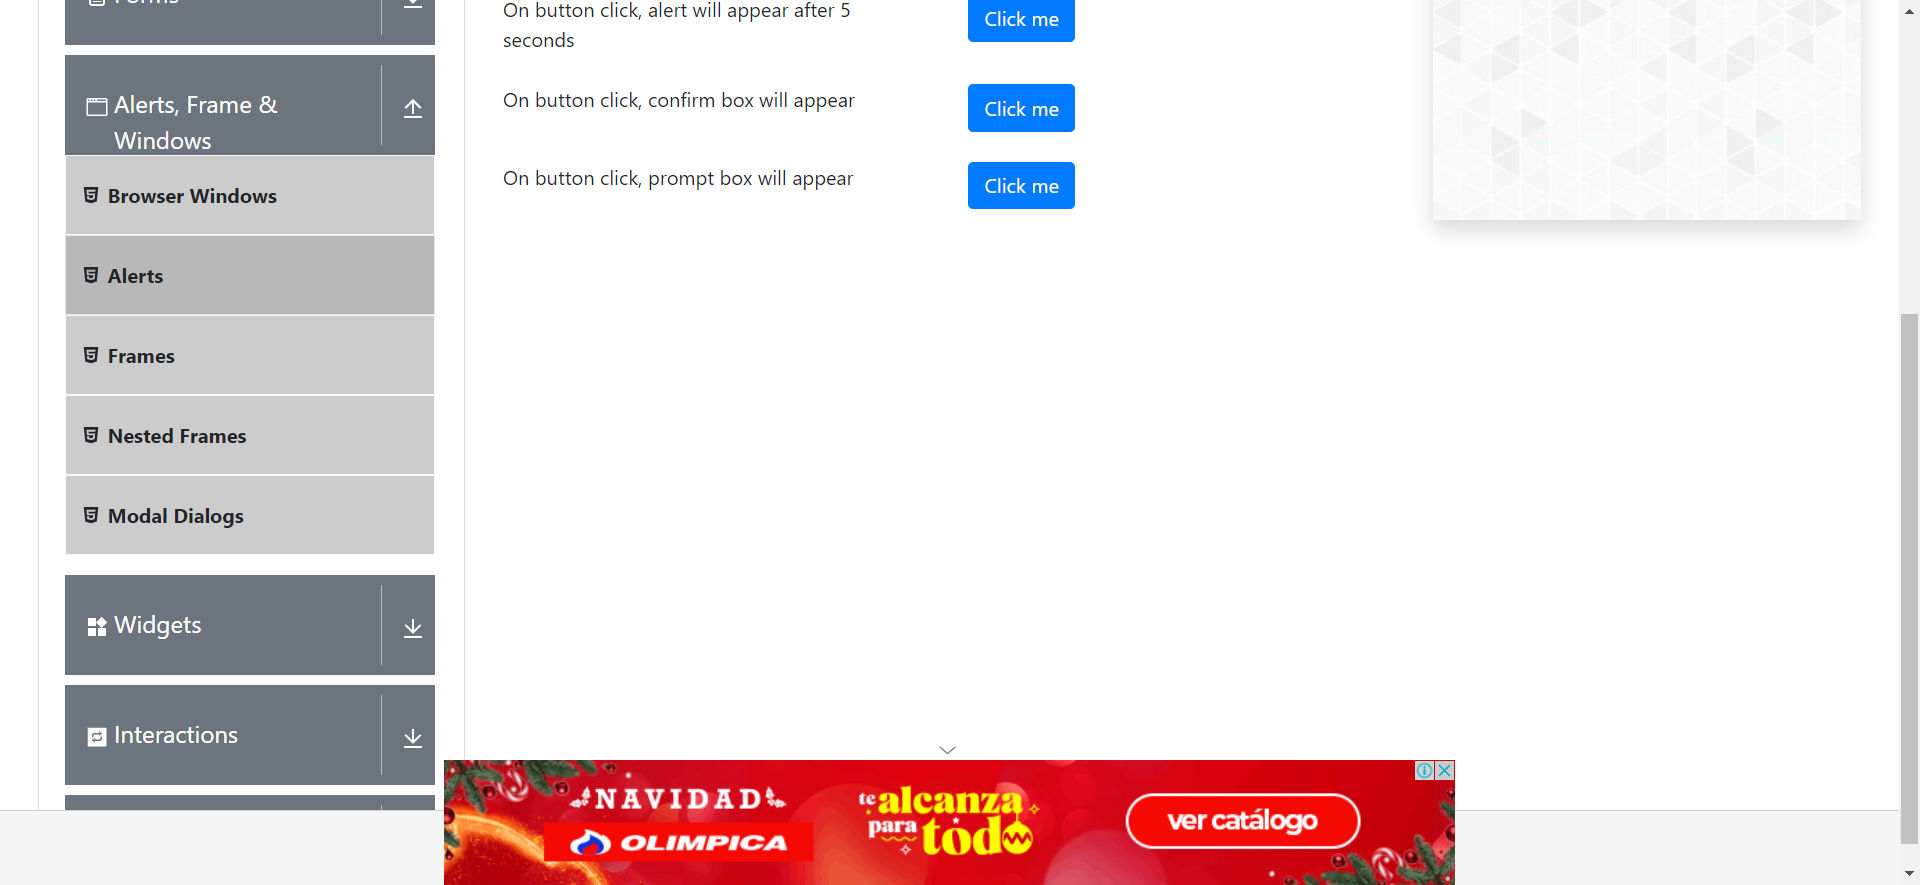 Forms
Alerts, Frame &
Windows
Browser Windows
Alerts
Frames
Nested Frames
Modal Dialogs
Widgets
Interactions
On button click, alert will appear after 5
seconds
Click me
On button click, confirm box will appear
Click me
On button click, prompt box will appear
Click me
NAVIDAD
OLIMPICA
te alcanza
para todo
ver catálogo